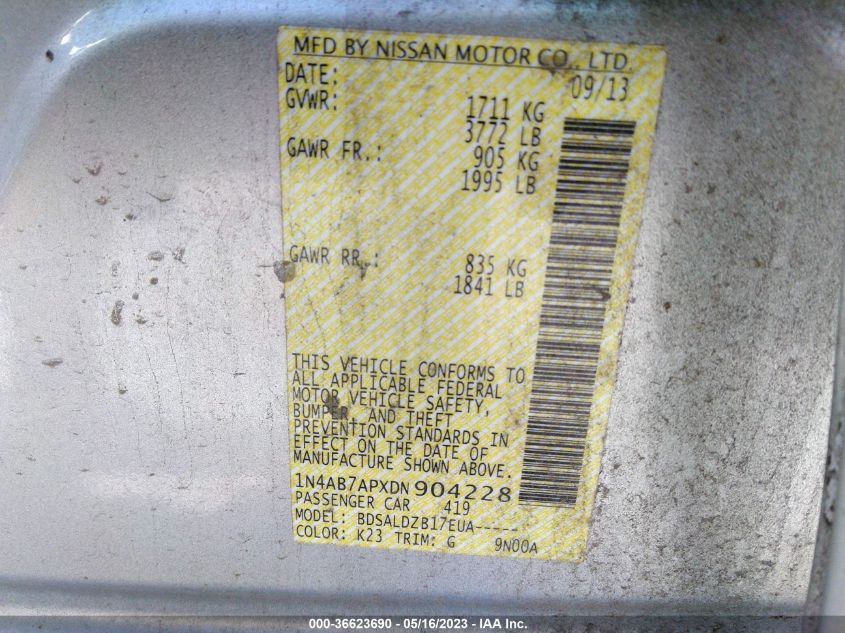 MFD BY NISSAN MOTOR CO., LTD.
DATE: 09/13
GVWR: 1711 KG
3772 LB
GAWR FR.: 905 KG
1995 LB
GAWR RR.: 835 KG
1841 LB
THIS VEHICLE CONFORMS TO
ALL APPLICABLE FEDERAL
MOTOR VEHICLE SAFETY,
BUMPER, AND THEFT
PREVENTION STANDARDS IN
EFFECT ON THE DATE OF
MANUFACTURE SHOWN ABOVE.
1N4AB7APXDN904228
PASSENGER CAR 419
MODEL: BDSALDZB17EUA-----
COLOR: K23 TRIM: G 9N00A
000-36623690 - 05/16/2023 - IAA Inc.